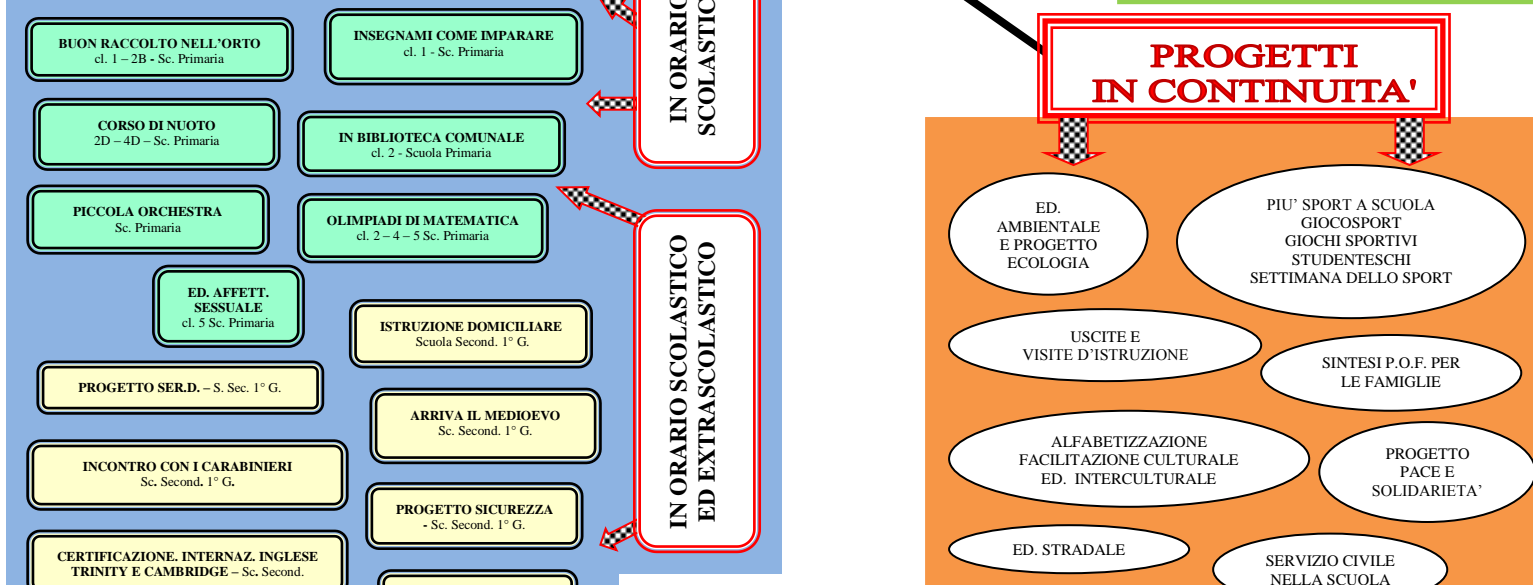 BUON RACCOLTO NELL'ORTO
cl. 1 – 2B - Sc. Primaria
INSEGNAMI COME IMPARARE
cl. 1 - Sc. Primaria
CORSO DI NUOTO
2D – 4D – Sc. Primaria
IN BIBLIOTECA COMUNALE
cl. 2 - Scuola Primaria
PICCOLA ORCHESTRA
Sc. Primaria
OLIMPIADI DI MATEMATICA
cl. 2 – 4 – 5 Sc. Primaria
ED. AFFETT.
SESSUALE
cl. 5 Sc. Primaria
ISTRUZIONE DOMICILIARE
Scuola Second. 1° G.
PROGETTO SER.D. – S. Sec. 1° G.
ARRIVA IL MEDIOEVO
Sc. Second. 1° G.
INCONTRO CON I CARABINIERI
Sc. Second. 1° G.
PROGETTO SICUREZZA
- Sc. Second. 1° G.
CERTIFICAZIONE. INTERNAZ. INGLESE
TRINITY E CAMBRIDGE – Sc. Second.
IN ORARIO
SCOLASTIC
IN ORARIO SCOLASTICO
ED EXTRASCOLASTICO
PROGETTI
IN CONTINUITA'
ED.
AMBIENTALE
E PROGETTO
ECOLOGIA
PIU' SPORT A SCUOLA
GIOCOSPORT
GIOCHI SPORTIVI
STUDENTESCHI
SETTIMANA DELLO SPORT
USCITE E
VISITE D'ISTRUZIONE
SINTESI P.O.F. PER
LE FAMIGLIE
ALFABETIZZAZIONE
FACILITAZIONE CULTURALE
ED. INTERCULTURALE
PROGETTO
PACE E
SOLIDARIETA'
ED. STRADALE
SERVIZIO CIVILE
NELLA SCUOLA